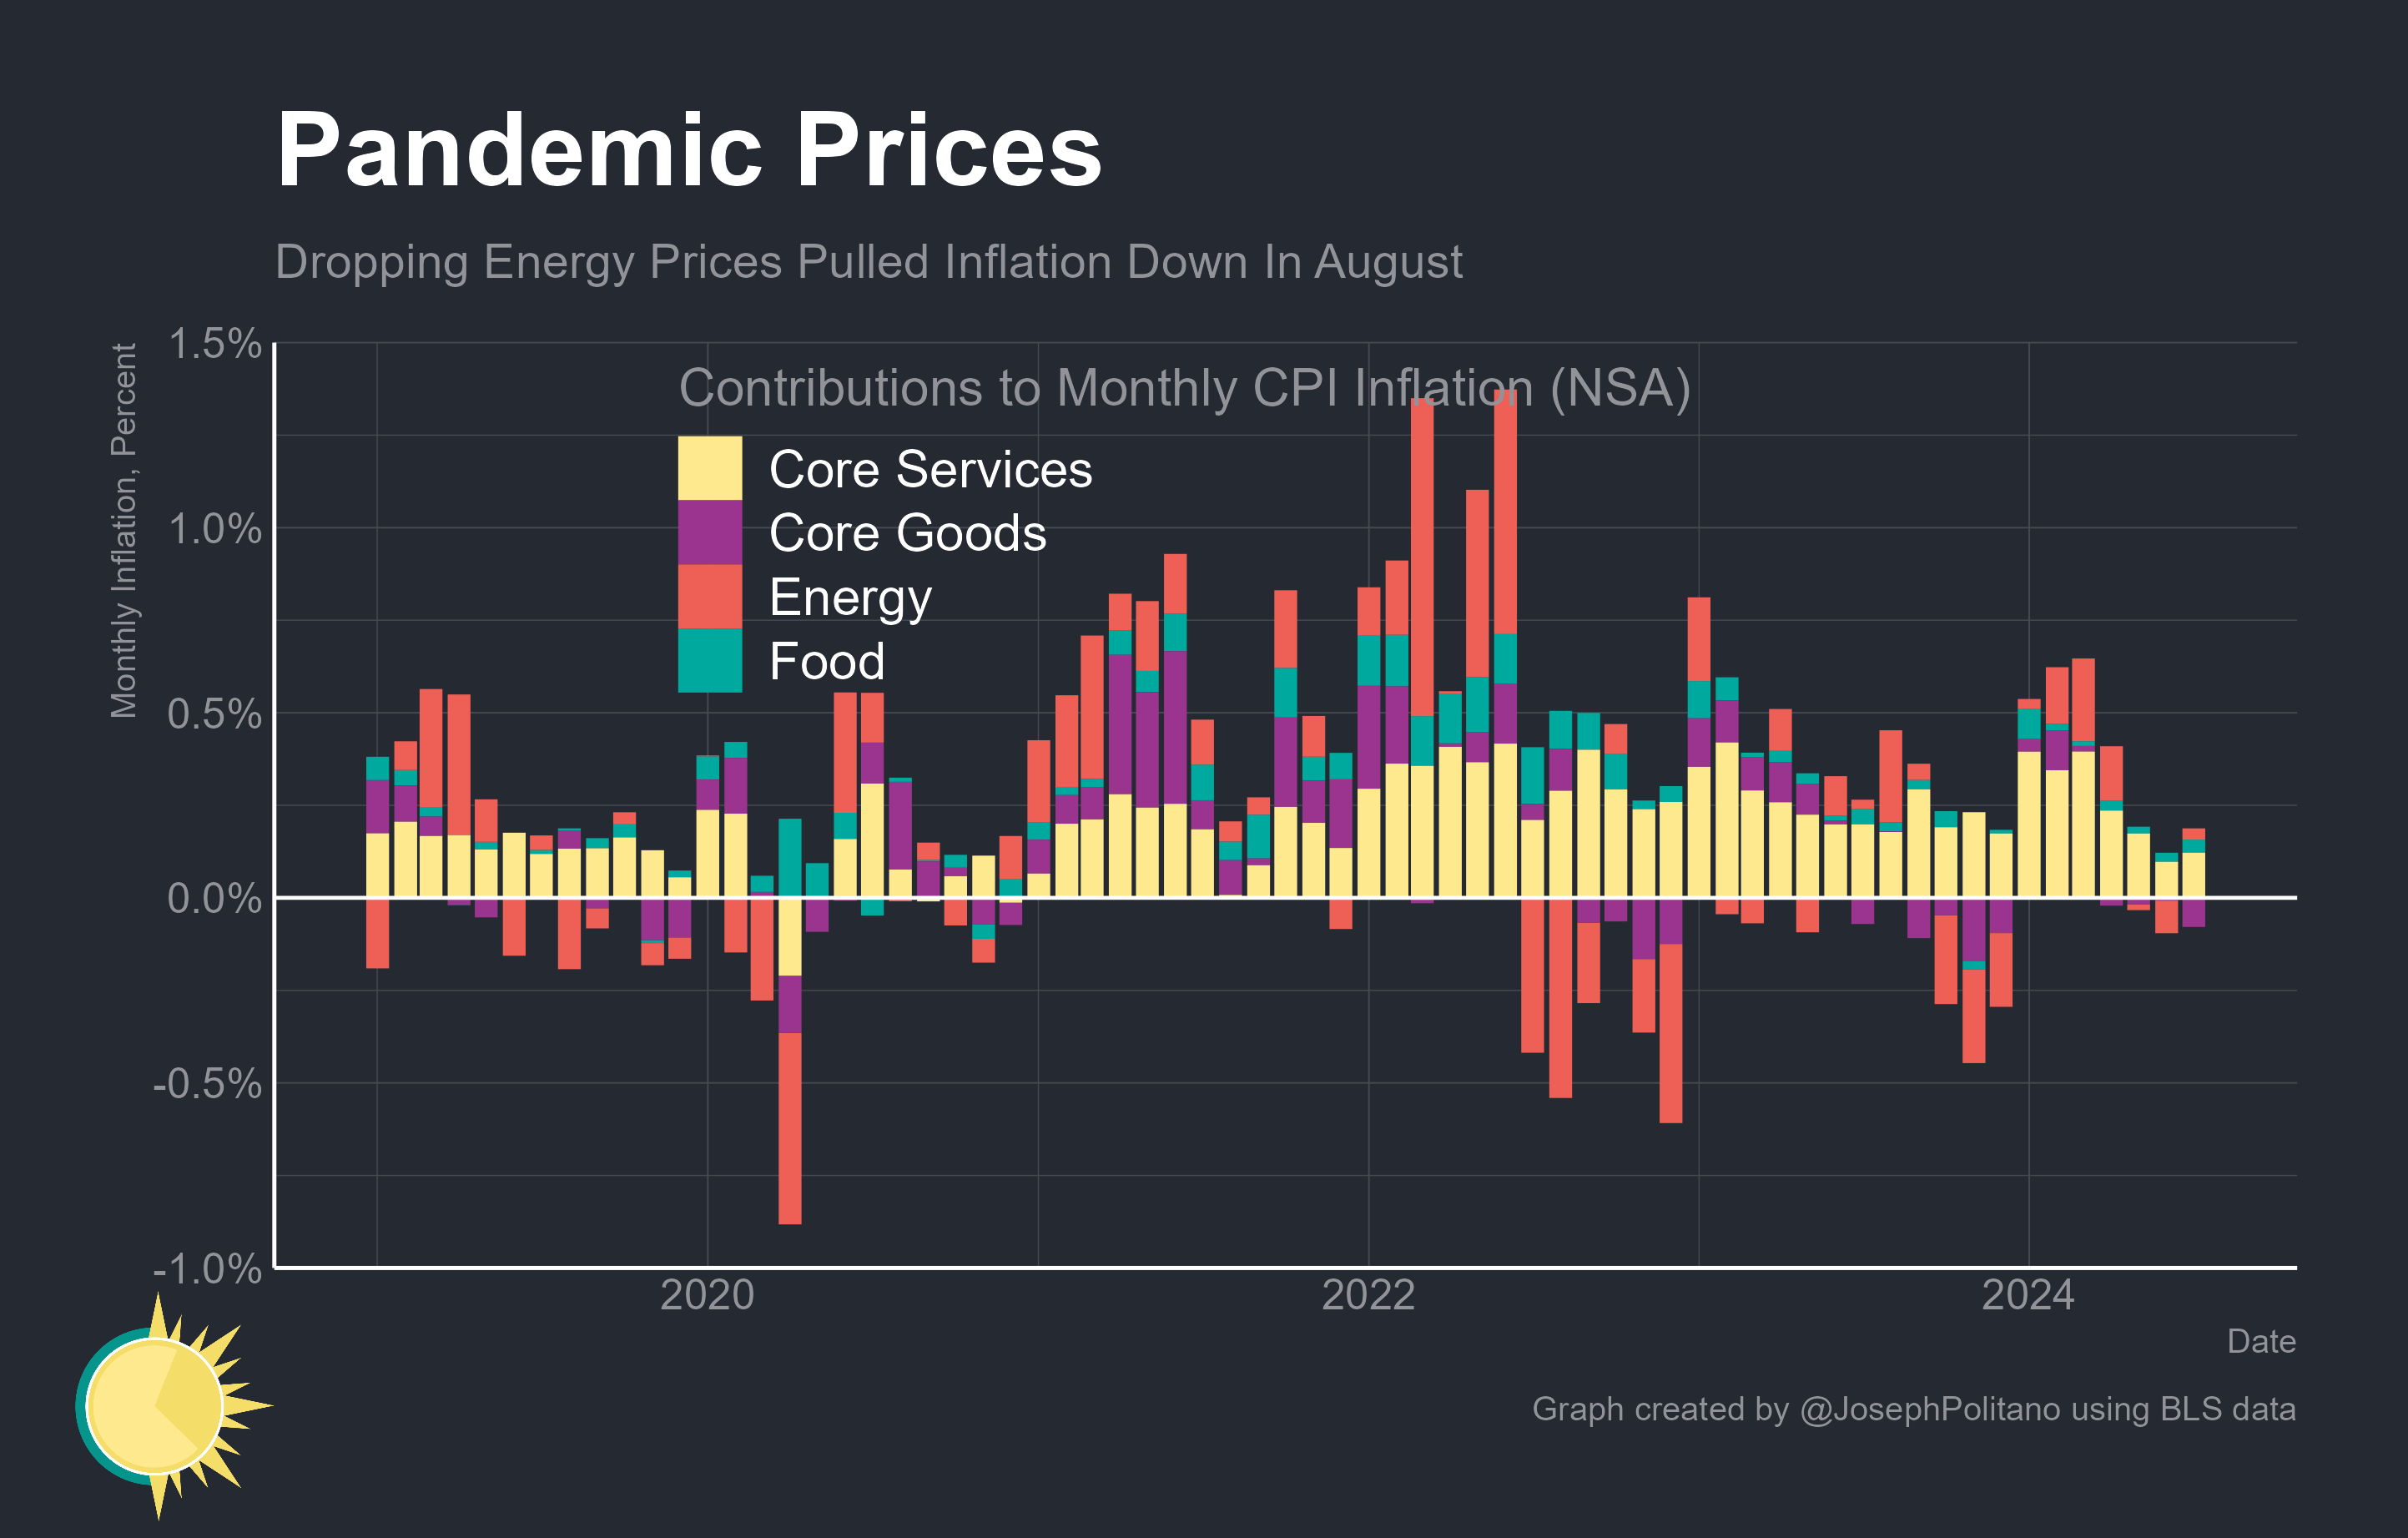 Pandemic Prices
Dropping Energy Prices Pulled Inflation Down In August
Monthly Inflation, Percent
1.5%
1.0%
0.5%
0.0%
-0.5%
-1.0%
Contributions to Monthly CPI Inflation (NSA)
Core Services
Core Goods
Energy
Food
2020
2022
2024
Date
Graph created by @JosephPolitano using BLS data